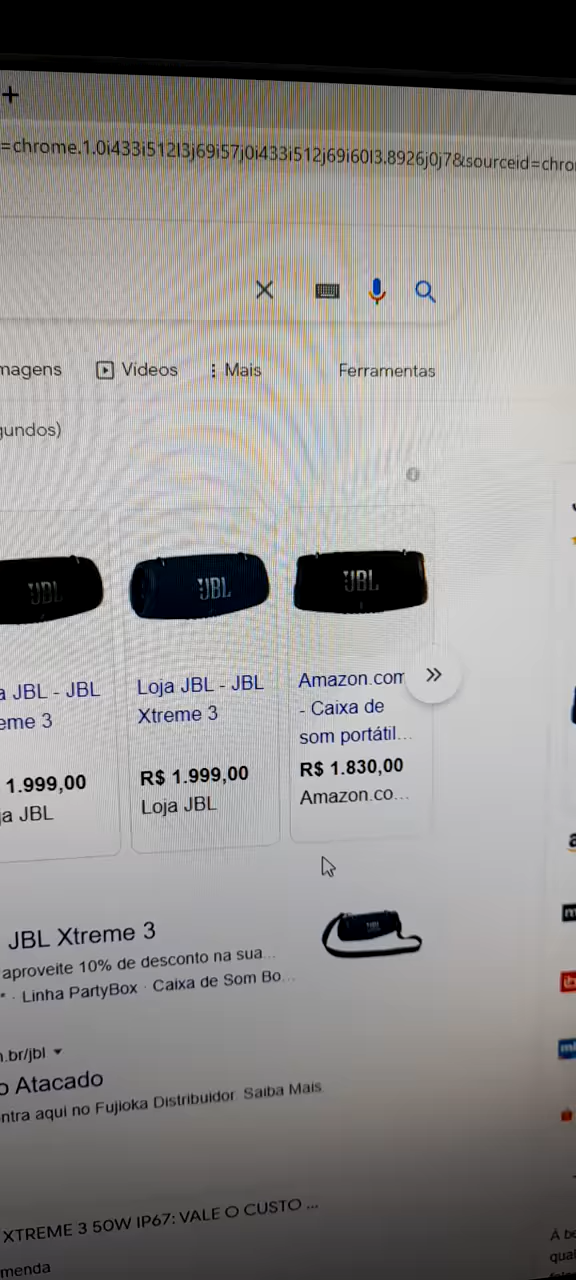 +
=chrome.1.0i433i512l3j69i57j0i433i512j69i60l3.8926j0j7&sourceid=chro
magens Vídeos Mais Ferramentas
gundos)
JBL JBL JBL
a JBL - JBL
eme 3
1.999,00
ja JBL
Loja JBL - JBL
Xtreme 3
R$ 1.999,00
Loja JBL
Amazon.com
- Caixa de
som portátil...
R$ 1.830,00
Amazon.co...
JBL Xtreme 3
aproveite 10% de desconto na sua...
· Linha PartyBox · Caixa de Som Bo...
.br/jbl
o Atacado
ntra aqui no Fujioka Distribuidor. Saiba Mais.
XTREME 3 50W IP67: VALE O CUSTO ...
menda
A be
qual